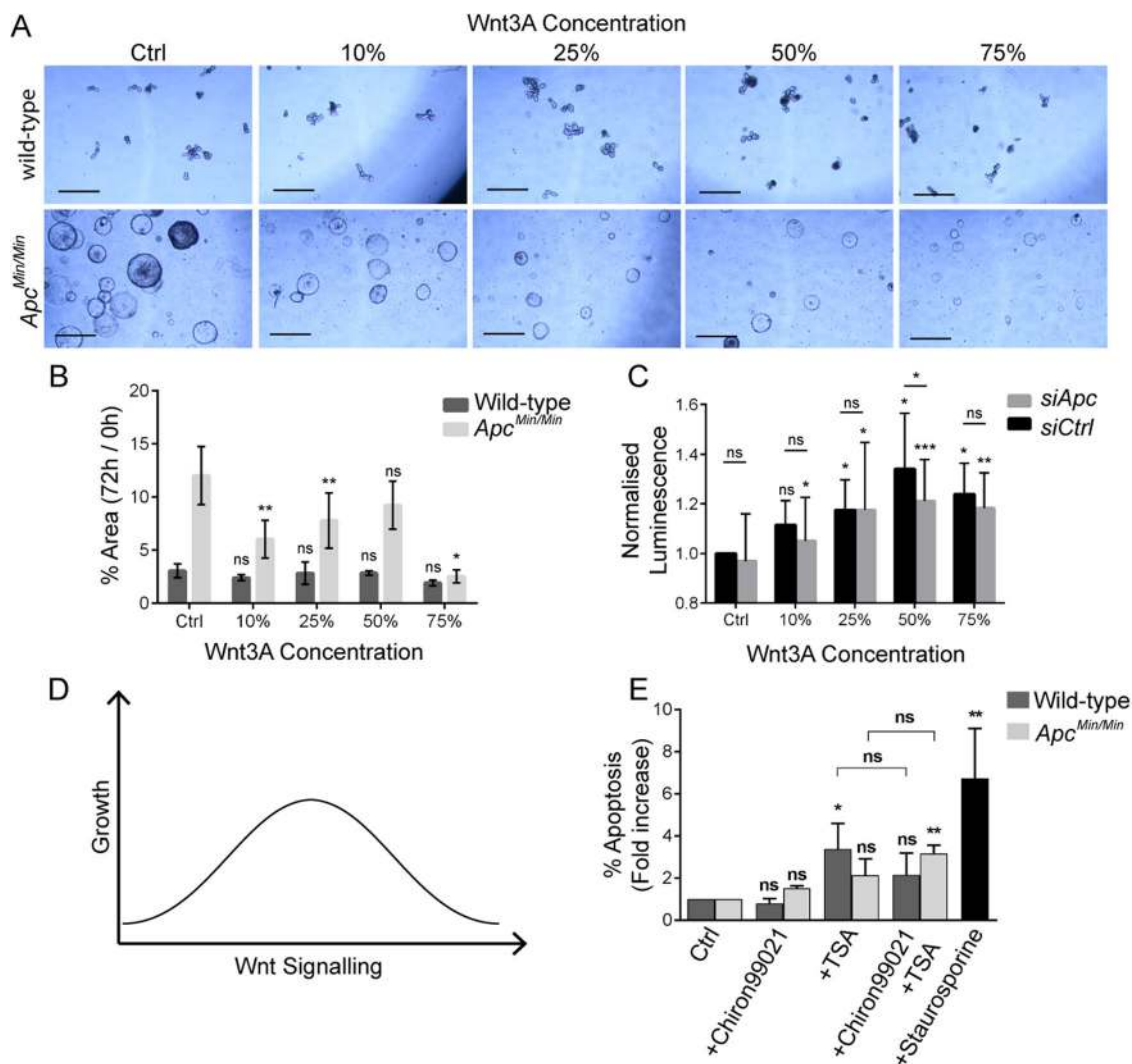 A
Wnt3A Concentration
Ctrl 10% 25% 50% 75%
wild-type
Apc^Min/Min
B
% Area (72h / 0h)
20
15
10
5
0
Wild-type
Apc^Min/Min
ns ** ns ** ns ns ns *
Ctrl 10% 25% 50% 75%
Wnt3A Concentration
C
Normalised
Luminescence
1.6
1.4
1.2
1.0
0.8
siApc
siCtrl
ns ns ns * ns
ns * * * * *** * **
Ctrl 10% 25% 50% 75%
Wnt3A Concentration
D
Growth
Wnt Signalling
E
% Apoptosis
(Fold increase)
10
8
6
4
2
0
Wild-type
Apc^Min/Min
ns
ns
ns ns * ns ns ** **
Ctrl
+Chiron99021
+TSA
+Chiron99021
+TSA
+Staurosporine